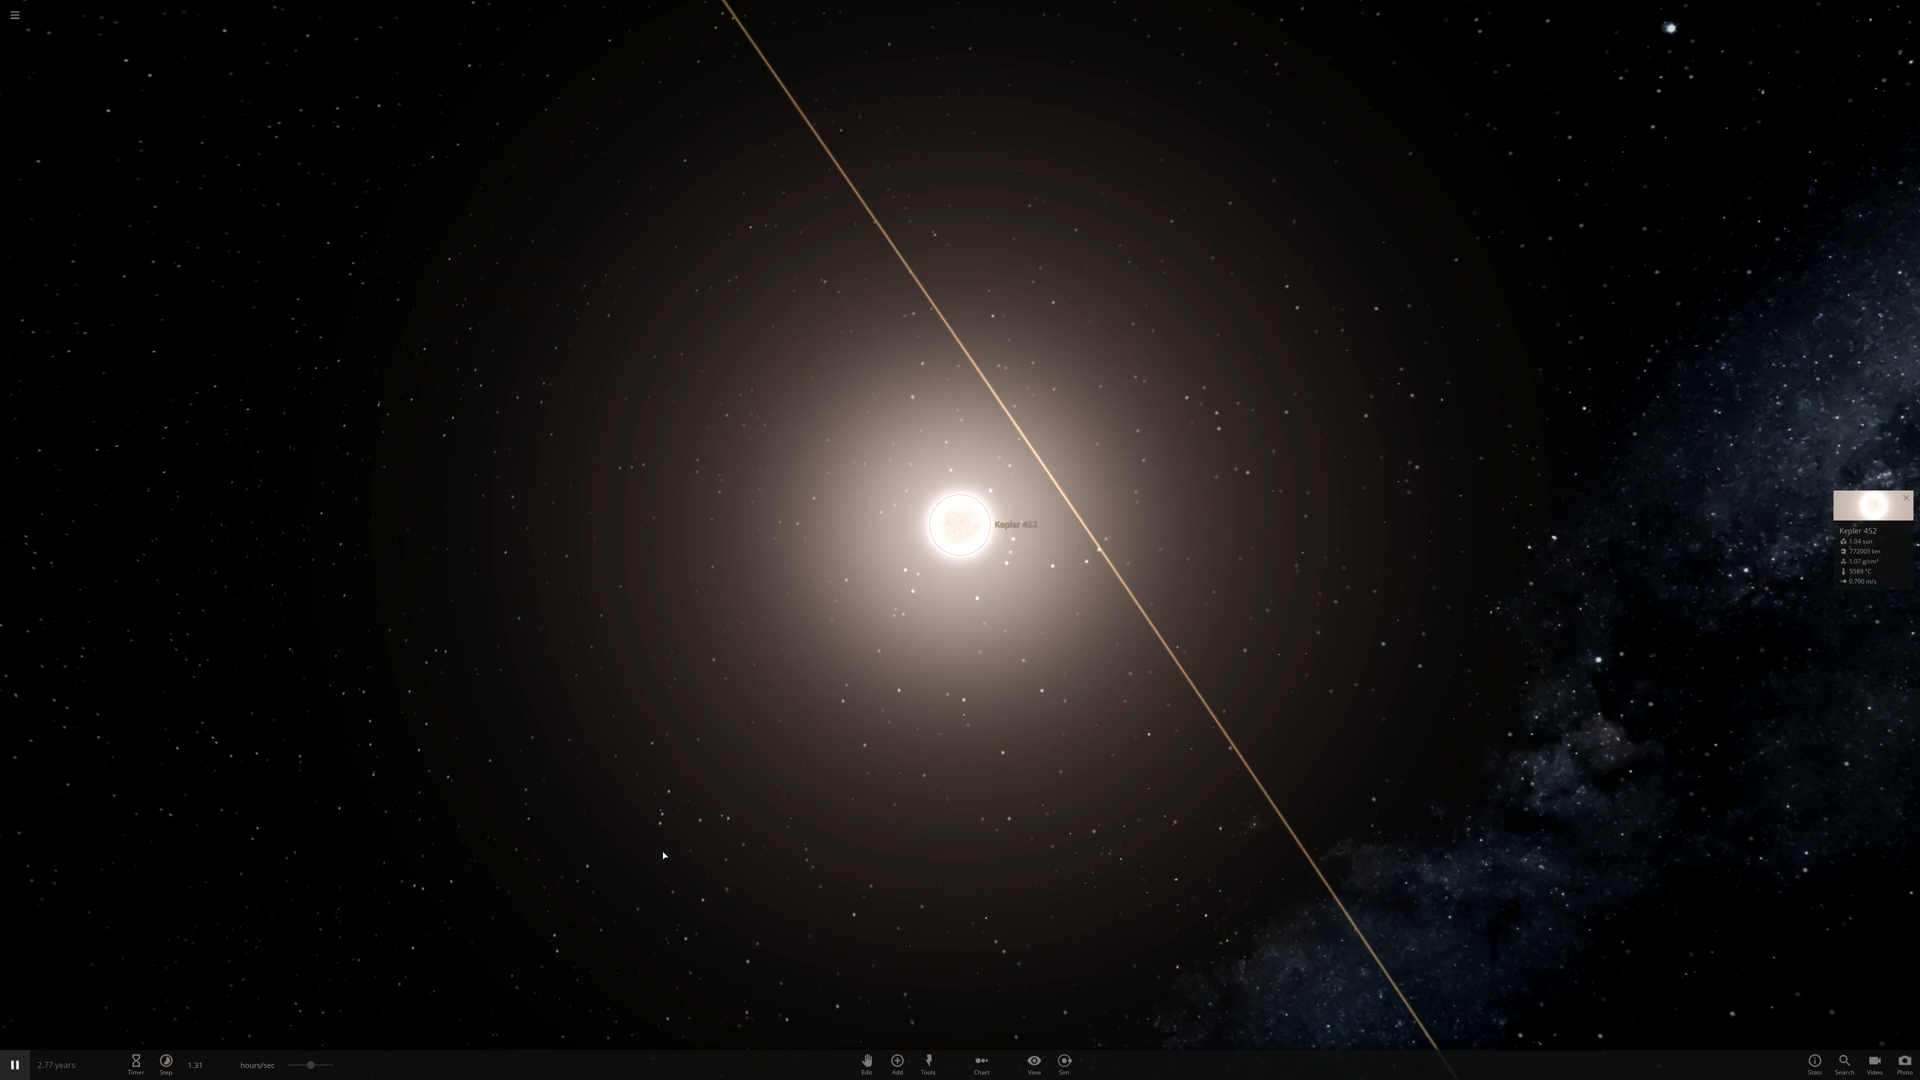 Kepler 452
Kepler 452
1.04 sun
772005 km
1.07 g/cm³
5589 °C
0.790 m/s
2.77 years
Timer
Step
1.31
hours/sec
Edit
Add
Tools
Chart
View
Sim
Stats
Search
Video
Photo